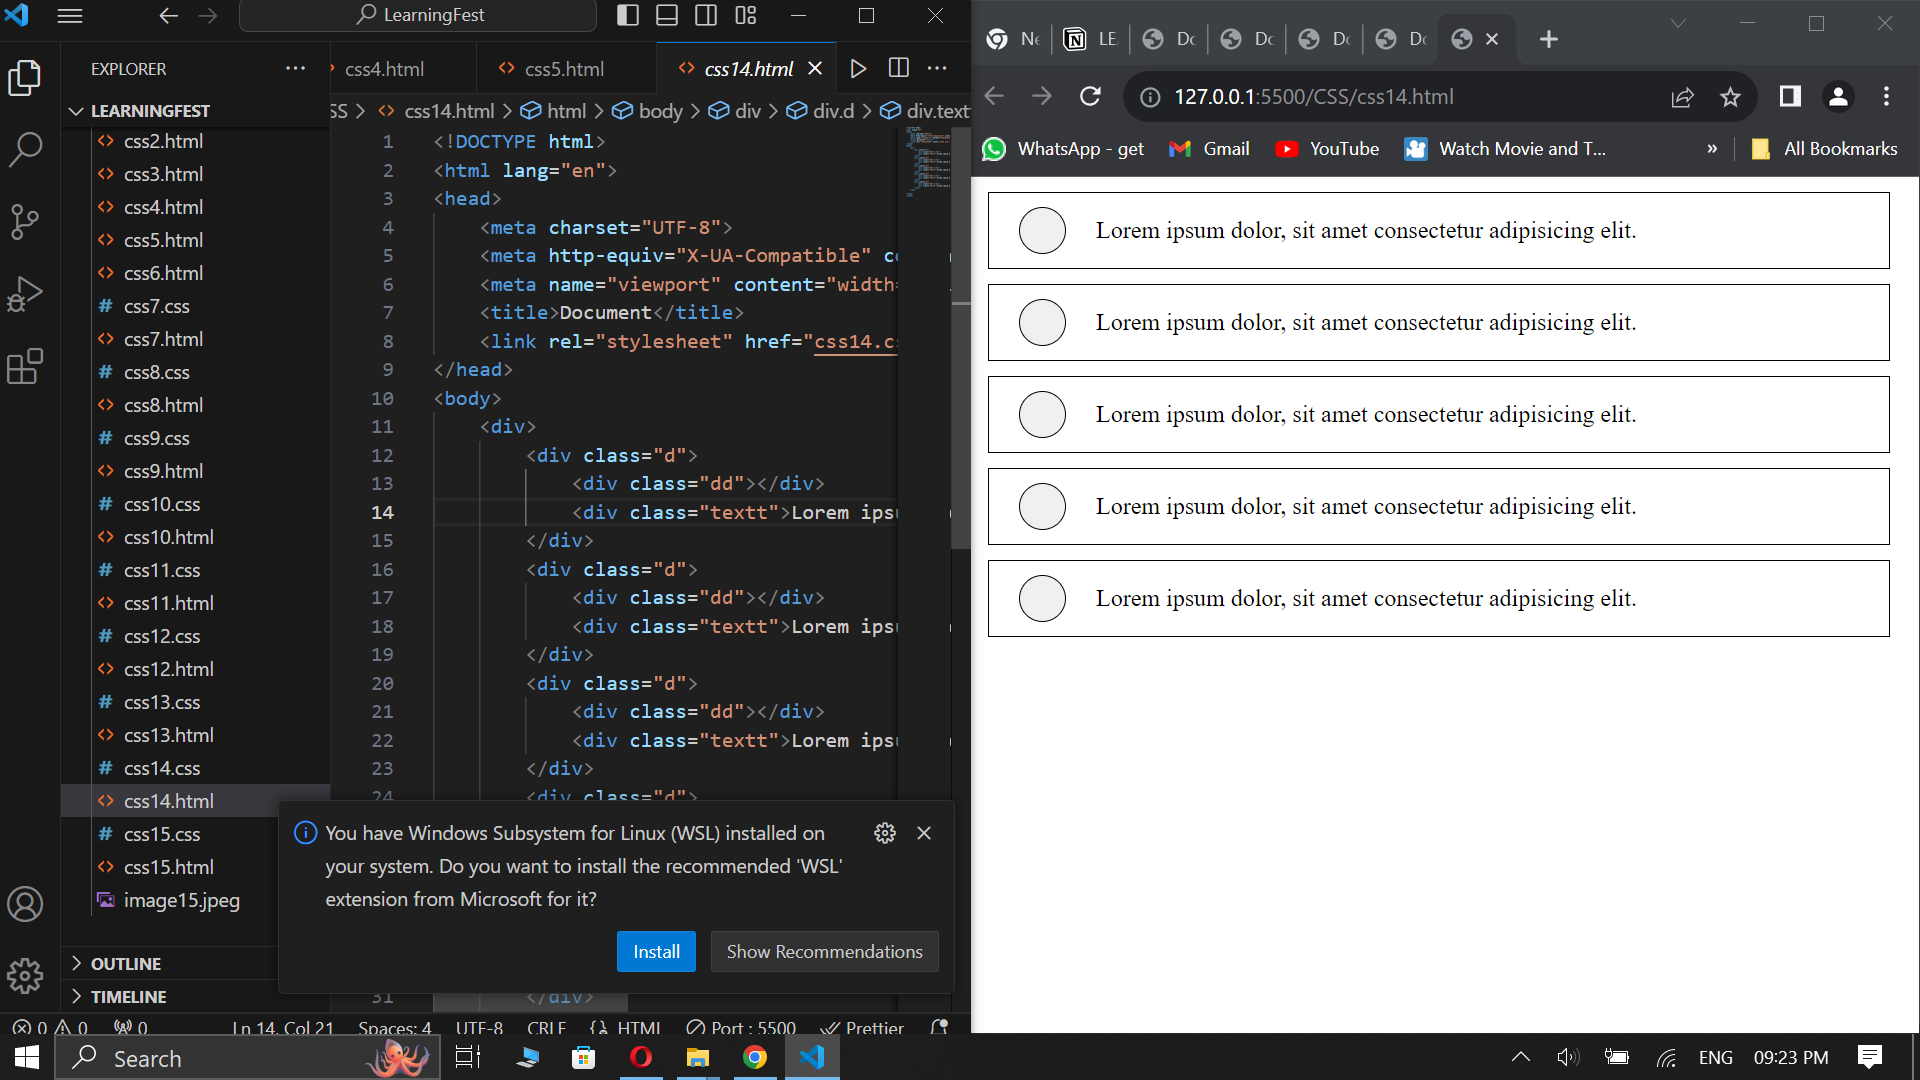 LearningFest
EXPLORER
LEARNINGFEST
css2.html
css3.html
css4.html
css5.html
css6.html
css7.css
css7.html
css8.css
css8.html
css9.css
css9.html
css10.css
css10.html
css11.css
css11.html
css12.css
css12.html
css13.css
css13.html
css14.css
css14.html
css15.css
css15.html
image15.jpeg
OUTLINE
TIMELINE
css4.html css5.html css14.html
SS > css14.html > html > body > div > div.d > div.text
1 <!DOCTYPE html>
2 <html lang="en">
3 <head>
4 <meta charset="UTF-8">
5 <meta http-equiv="X-UA-Compatible" c
6 <meta name="viewport" content="width=
7 <title>Document</title>
8 <link rel="stylesheet" href="css14.c
9 </head>
10 <body>
11 <div>
12 <div class="d">
13 <div class="dd"></div>
14 <div class="textt">Lorem ips
15 </div>
16 <div class="d">
17 <div class="dd"></div>
18 <div class="textt">Lorem ips
19 </div>
20 <div class="d">
21 <div class="dd"></div>
22 <div class="textt">Lorem ips
23 </div>
24 <div class="d">
31 </div>
You have Windows Subsystem for Linux (WSL) installed on
your system. Do you want to install the recommended 'WSL'
extension from Microsoft for it?
Install Show Recommendations
0 0 0 Ln 14, Col 21 Spaces: 4 UTF-8 CRLF HTML Port : 5500 Prettier
Ne LE Do Do Do Do
127.0.0.1:5500/CSS/css14.html
WhatsApp - get Gmail YouTube Watch Movie and T... » All Bookmarks
Lorem ipsum dolor, sit amet consectetur adipisicing elit.
Lorem ipsum dolor, sit amet consectetur adipisicing elit.
Lorem ipsum dolor, sit amet consectetur adipisicing elit.
Lorem ipsum dolor, sit amet consectetur adipisicing elit.
Lorem ipsum dolor, sit amet consectetur adipisicing elit.
Search ENG 09:23 PM